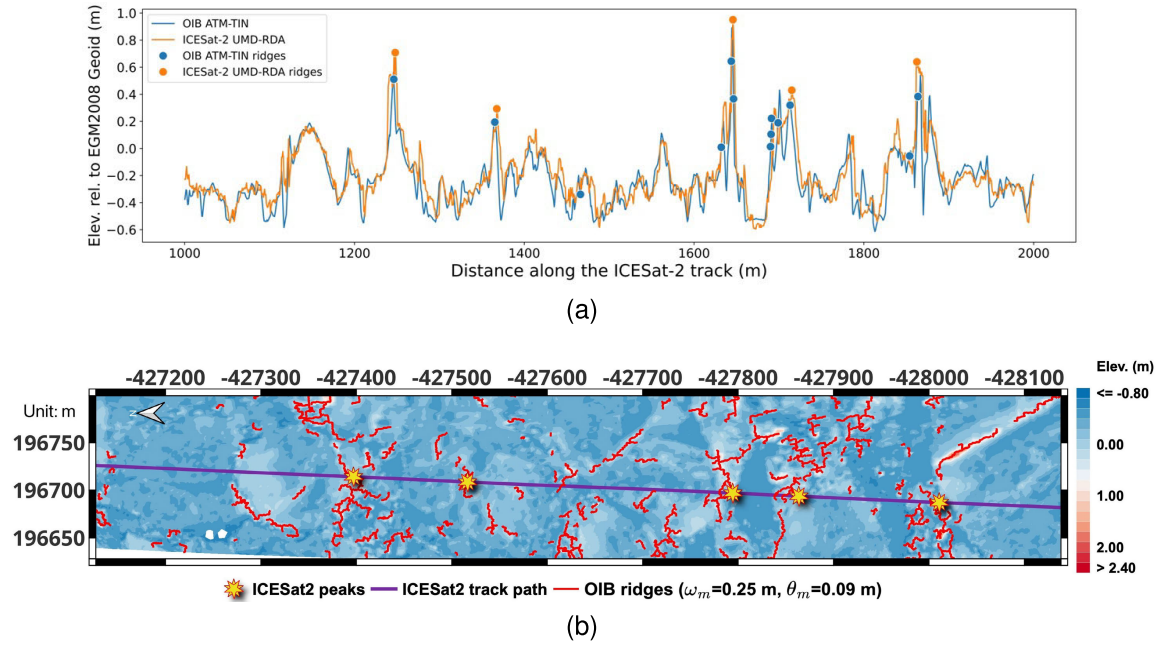 1.0
0.8
0.6
0.4
0.2
0.0
−0.2
−0.4
−0.6
Elev. rel. to EGM2008 Geoid (m)
OIB ATM-TIN
ICESat-2 UMD-RDA
OIB ATM-TIN ridges
ICESat-2 UMD-RDA ridges
1000 1200 1400 1600 1800 2000
Distance along the ICESat-2 track (m)
(a)
-427200 -427300 -427400 -427500 -427600 -427700 -427800 -427900 -428000 -428100
Unit: m
196750
196700
196650
Elev. (m)
<= -0.80
0.00
1.00
2.00
> 2.40
ICESat2 peaks ICESat2 track path OIB ridges (ωm=0.25 m, θm=0.09 m)
(b)